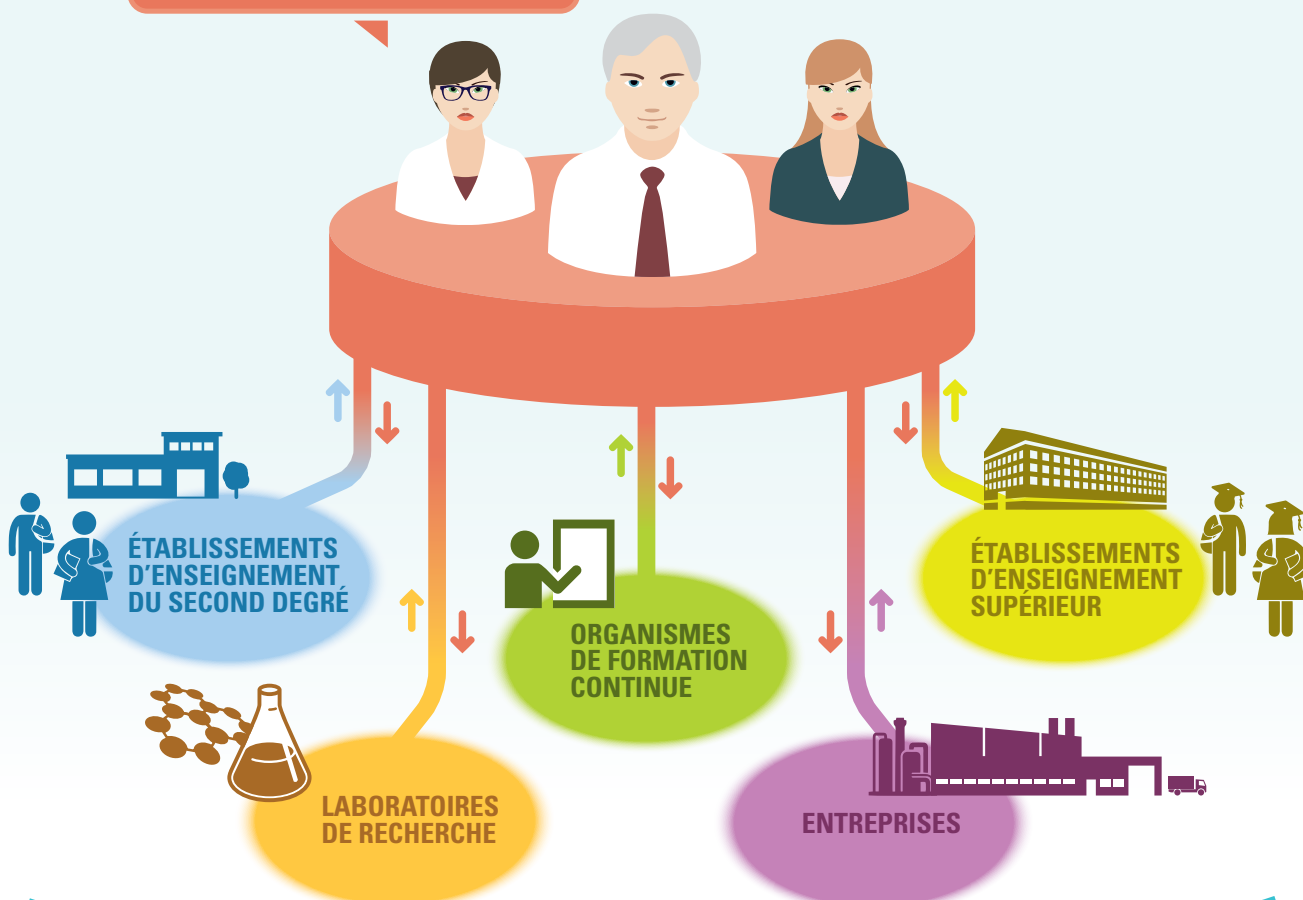 ÉTABLISSEMENTS
D'ENSEIGNEMENT
DU SECOND DEGRÉ
ORGANISMES
DE FORMATION
CONTINUE
ÉTABLISSEMENTS
D'ENSEIGNEMENT
SUPÉRIEUR
LABORATOIRES
DE RECHERCHE
ENTREPRISES